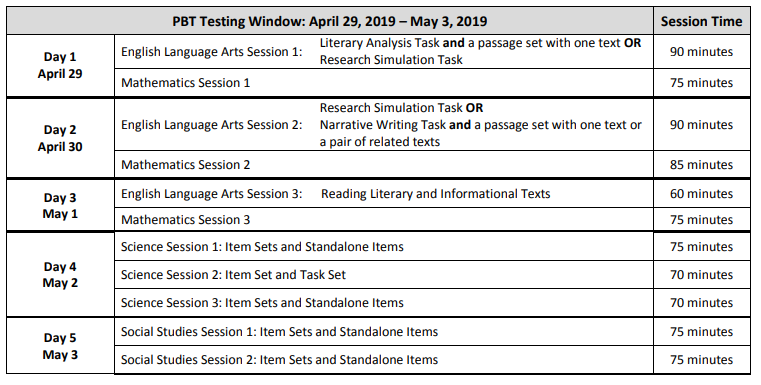 PBT Testing Window: April 29, 2019 – May 3, 2019 Session Time
Day 1
April 29
English Language Arts Session 1: Literary Analysis Task and a passage set with one text OR
Research Simulation Task
90 minutes
Mathematics Session 1 75 minutes
Day 2
April 30
English Language Arts Session 2: Research Simulation Task OR
Narrative Writing Task and a passage set with one text or
a pair of related texts
90 minutes
Mathematics Session 2 85 minutes
Day 3
May 1
English Language Arts Session 3: Reading Literary and Informational Texts 60 minutes
Mathematics Session 3 75 minutes
Day 4
May 2
Science Session 1: Item Sets and Standalone Items 75 minutes
Science Session 2: Item Set and Task Set 70 minutes
Science Session 3: Item Sets and Standalone Items 70 minutes
Day 5
May 3
Social Studies Session 1: Item Sets and Standalone Items 75 minutes
Social Studies Session 2: Item Sets and Standalone Items 75 minutes